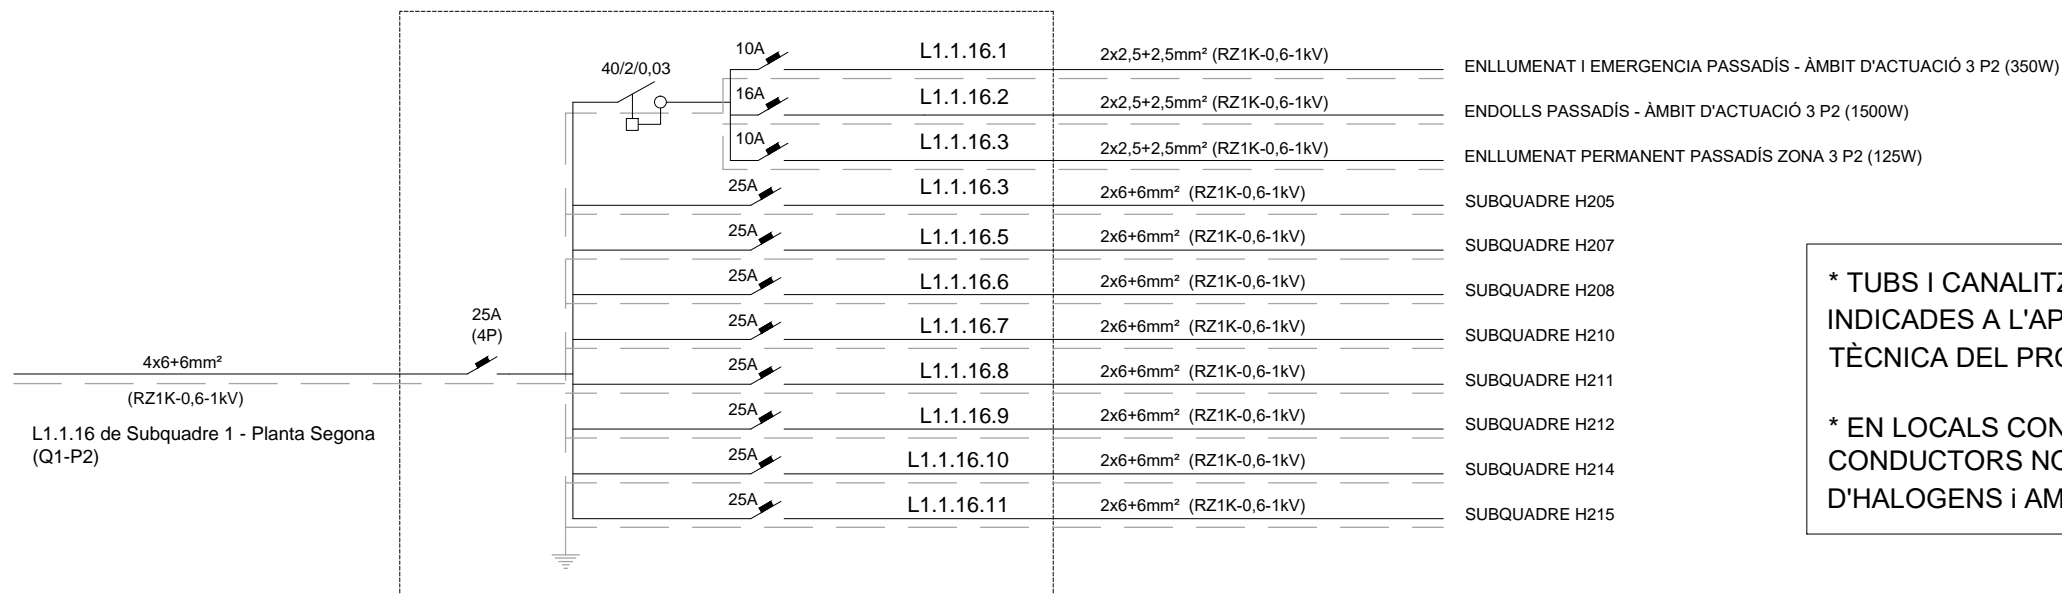 40/2/0,03
10A L1.1.16.1 2x2,5+2,5mm² (RZ1K-0,6-1kV) ENLLUMENAT I EMERGENCIA PASSADÍS - ÀMBIT D'ACTUACIÓ 3 P2 (350W)
16A L1.1.16.2 2x2,5+2,5mm² (RZ1K-0,6-1kV) ENDOLLS PASSADÍS - ÀMBIT D'ACTUACIÓ 3 P2 (1500W)
10A L1.1.16.3 2x2,5+2,5mm² (RZ1K-0,6-1kV) ENLLUMENAT PERMANENT PASSADÍS ZONA 3 P2 (125W)
25A L1.1.16.3 2x6+6mm² (RZ1K-0,6-1kV) SUBQUADRE H205
25A L1.1.16.5 2x6+6mm² (RZ1K-0,6-1kV) SUBQUADRE H207
25A L1.1.16.6 2x6+6mm² (RZ1K-0,6-1kV) SUBQUADRE H208
25A L1.1.16.7 2x6+6mm² (RZ1K-0,6-1kV) SUBQUADRE H210
25A L1.1.16.8 2x6+6mm² (RZ1K-0,6-1kV) SUBQUADRE H211
25A L1.1.16.9 2x6+6mm² (RZ1K-0,6-1kV) SUBQUADRE H212
25A L1.1.16.10 2x6+6mm² (RZ1K-0,6-1kV) SUBQUADRE H214
25A L1.1.16.11 2x6+6mm² (RZ1K-0,6-1kV) SUBQUADRE H215
25A
(4P)
4x6+6mm²
(RZ1K-0,6-1kV)
L1.1.16 de Subquadre 1 - Planta Segona
(Q1-P2)
* TUBS I
INDICADES A
TÈCNICA DEL
* EN LOCALS
CONDUCTORS
D'HALOGENS i